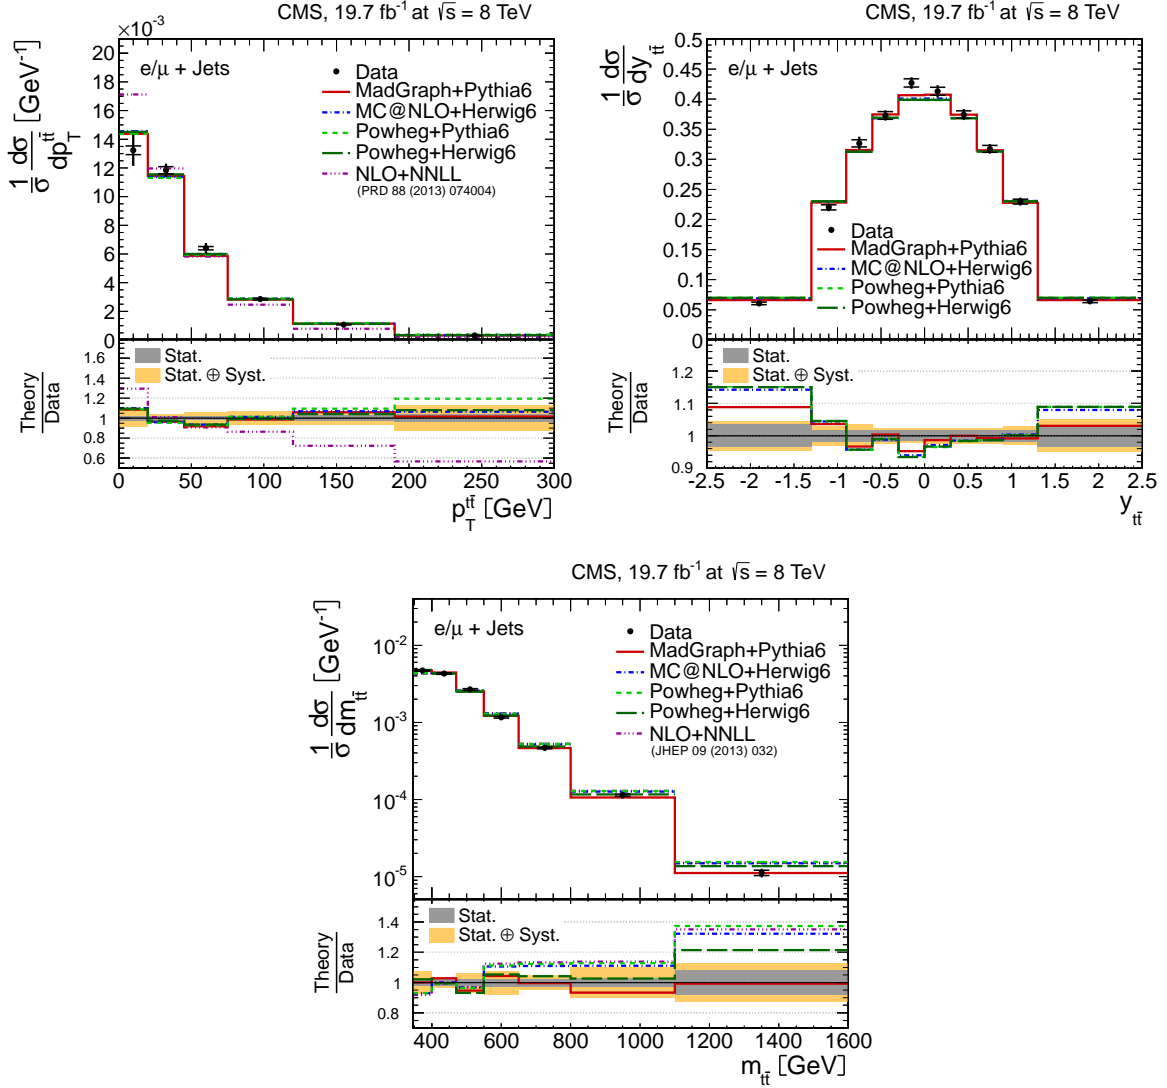 CMS, 19.7 fb⁻¹ at √s = 8 TeV
×10⁻³
e/μ + Jets
1/σ dσ/dp_T^tt̄ [GeV⁻¹]
Data
MadGraph+Pythia6
MC@NLO+Herwig6
Powheg+Pythia6
Powheg+Herwig6
NLO+NNLL
(PRD 88 (2013) 074004)
20
18
16
14
12
10
8
6
4
2
0
Theory/Data
Stat.
Stat. ⊕ Syst.
1.6
1.4
1.2
1.0
0.8
0.6
0 50 100 150 200 250 300
p_T^tt̄ [GeV]
CMS, 19.7 fb⁻¹ at √s = 8 TeV
e/μ + Jets
1/σ dσ/dy_tt̄
0.5
0.45
0.4
0.35
0.3
0.25
0.2
0.15
0.1
0.05
0
Data
MadGraph+Pythia6
MC@NLO+Herwig6
Powheg+Pythia6
Powheg+Herwig6
Theory/Data
Stat.
Stat. ⊕ Syst.
1.2
1.1
1
0.9
-2.5 -2 -1.5 -1 -0.5 0 0.5 1 1.5 2 2.5
y_tt̄
CMS, 19.7 fb⁻¹ at √s = 8 TeV
e/μ + Jets
1/σ dσ/dm_tt̄ [GeV⁻¹]
Data
MadGraph+Pythia6
MC@NLO+Herwig6
Powheg+Pythia6
Powheg+Herwig6
NLO+NNLL
(JHEP 09 (2013) 032)
10⁻²
10⁻³
10⁻⁴
10⁻⁵
Theory/Data
Stat.
Stat. ⊕ Syst.
1.4
1.2
1.0
0.8
400 600 800 1000 1200 1400 1600
m_tt̄ [GeV]